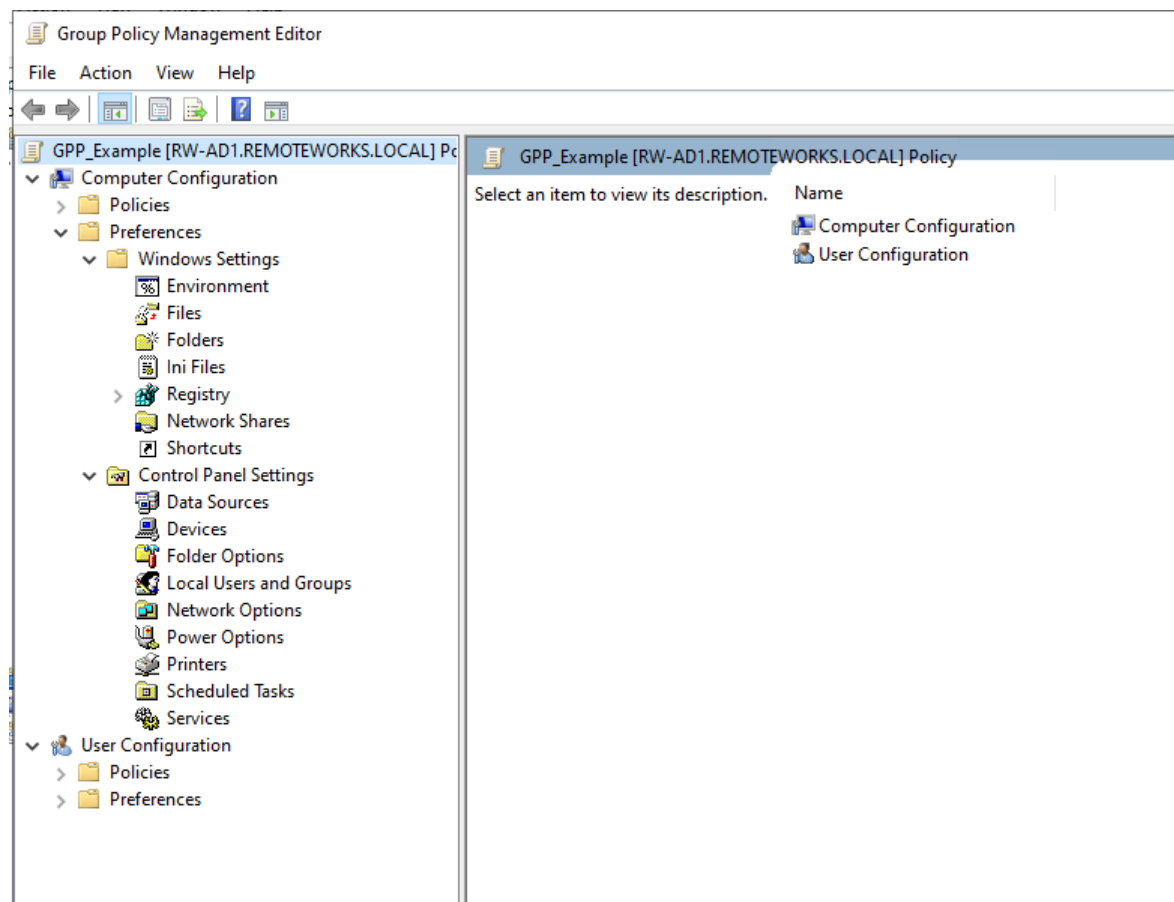 Group Policy Management Editor
File Action View Help
GPP_Example [RW-AD1.REMOTEWORKS.LOCAL] Po
Computer Configuration
Policies
Preferences
Windows Settings
Environment
Files
Folders
Ini Files
Registry
Network Shares
Shortcuts
Control Panel Settings
Data Sources
Devices
Folder Options
Local Users and Groups
Network Options
Power Options
Printers
Scheduled Tasks
Services
User Configuration
Policies
Preferences
GPP_Example [RW-AD1.REMOTEWORKS.LOCAL] Policy
Select an item to view its description.
Name
Computer Configuration
User Configuration